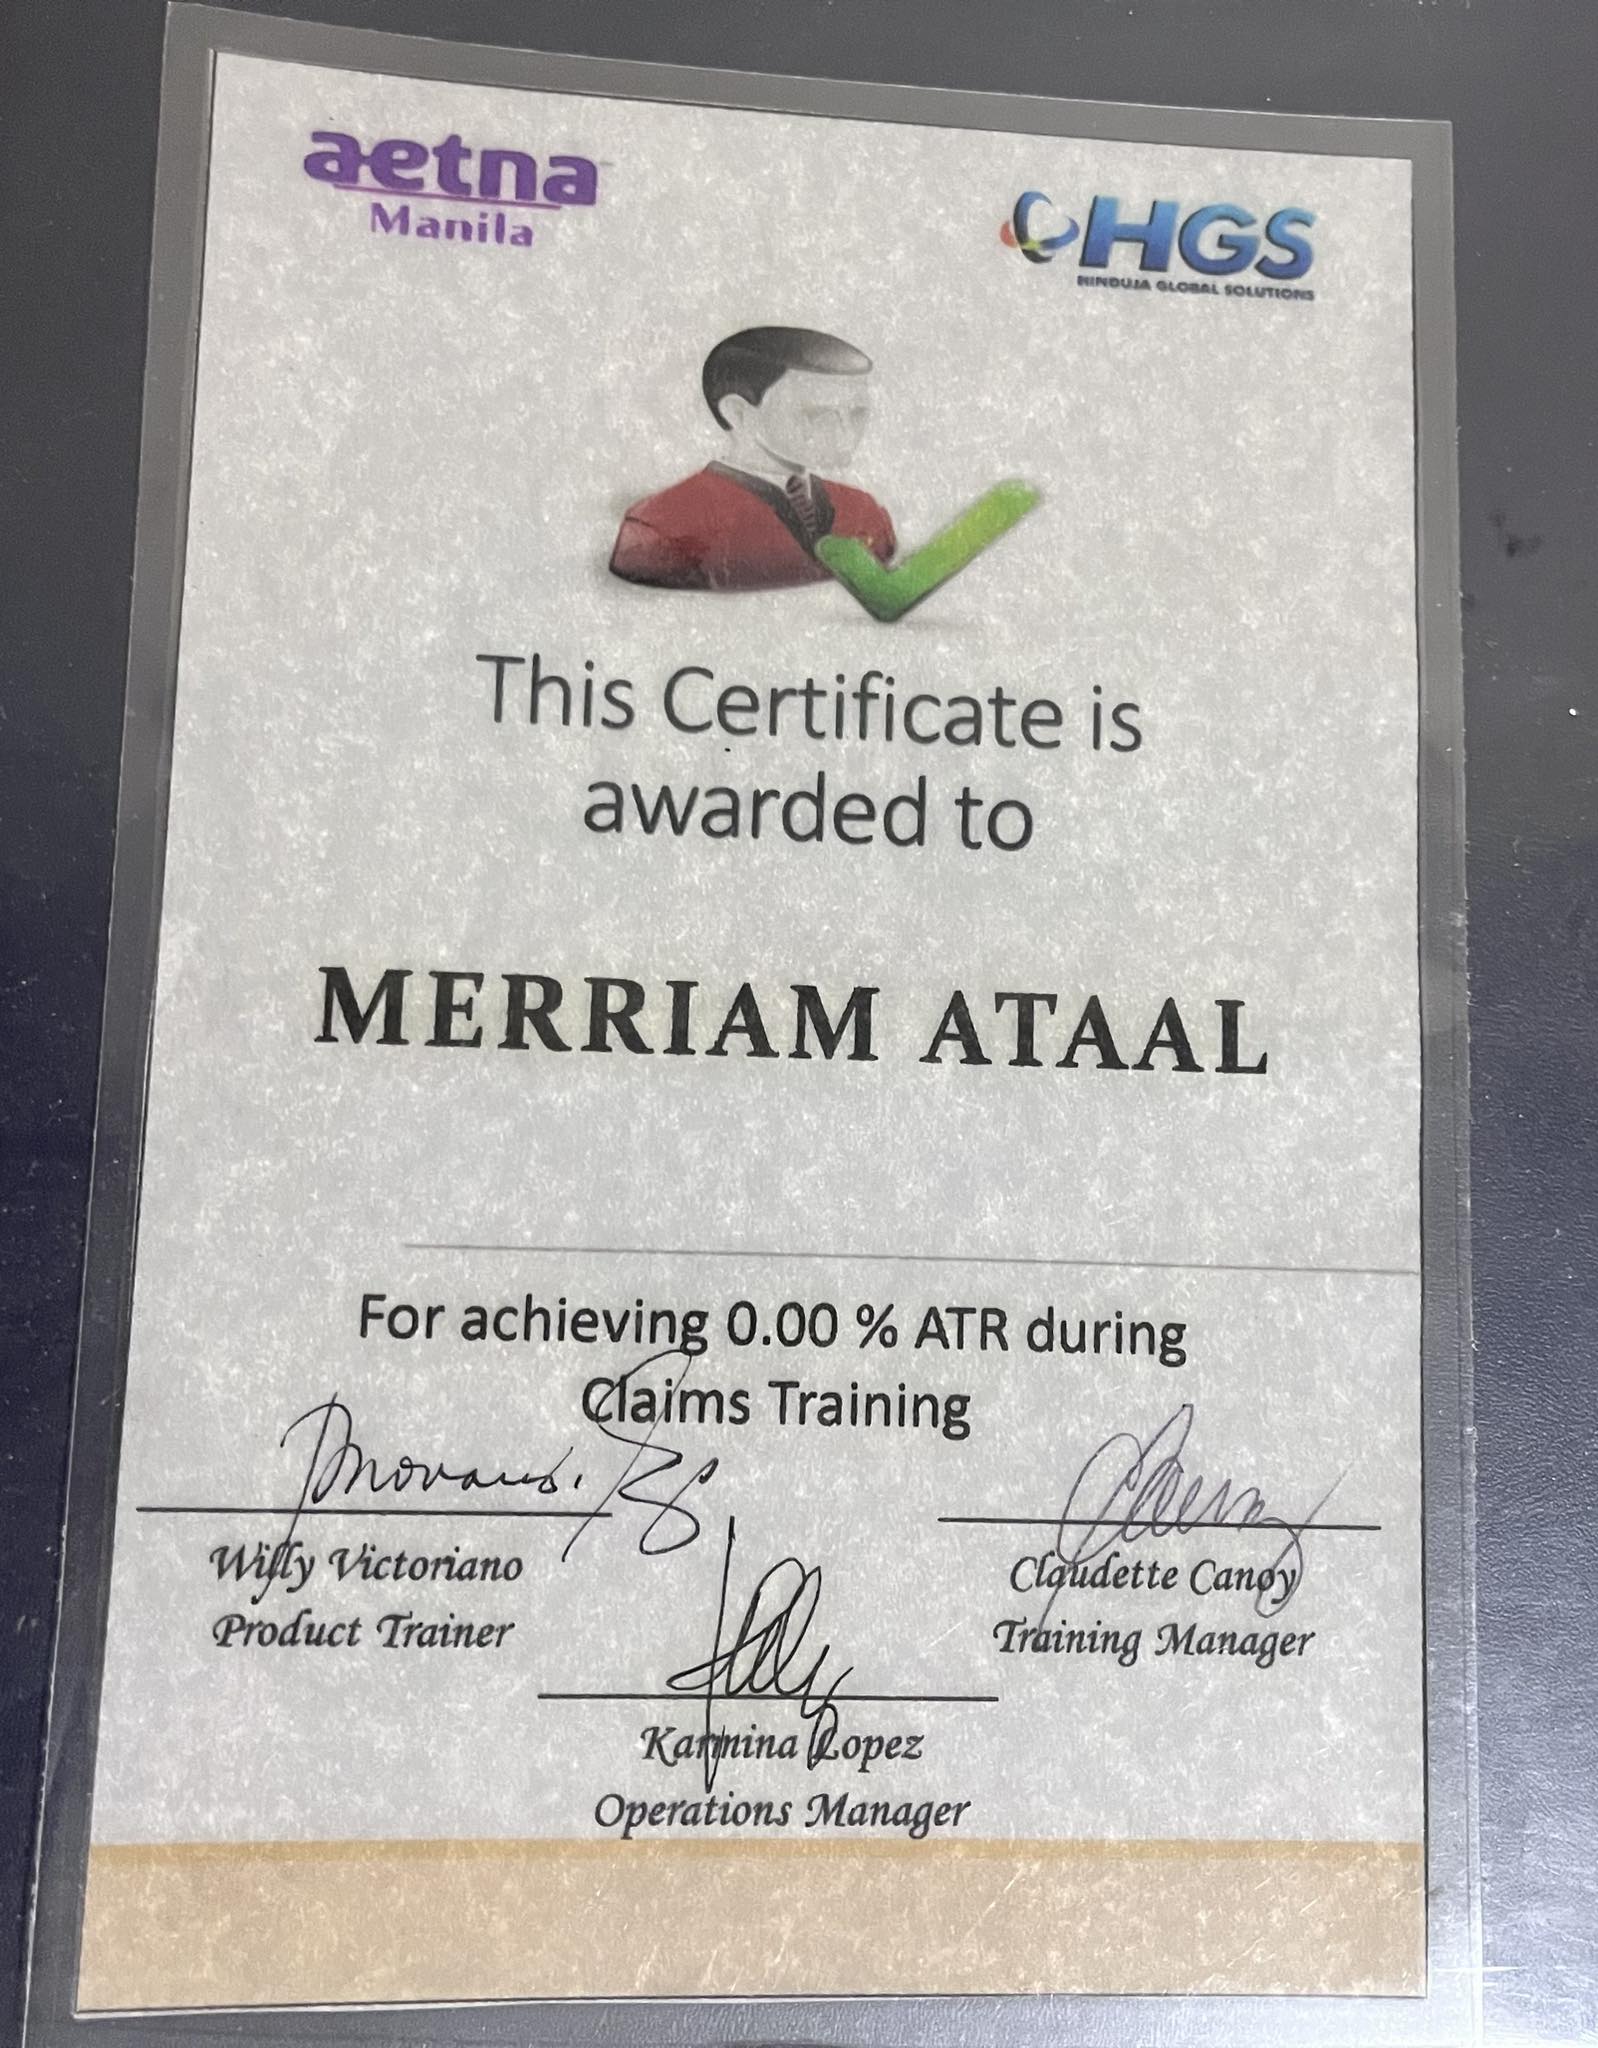 aetna
Manila
HGS
HINDUJA GLOBAL SOLUTIONS
This Certificate is
awarded to
MERRIAM ATAAL
For achieving 0.00 % ATR during
Claims Training
Willy Victoriano
Product Trainer
Claudette Canoy
Training Manager
Karmina Lopez
Operations Manager